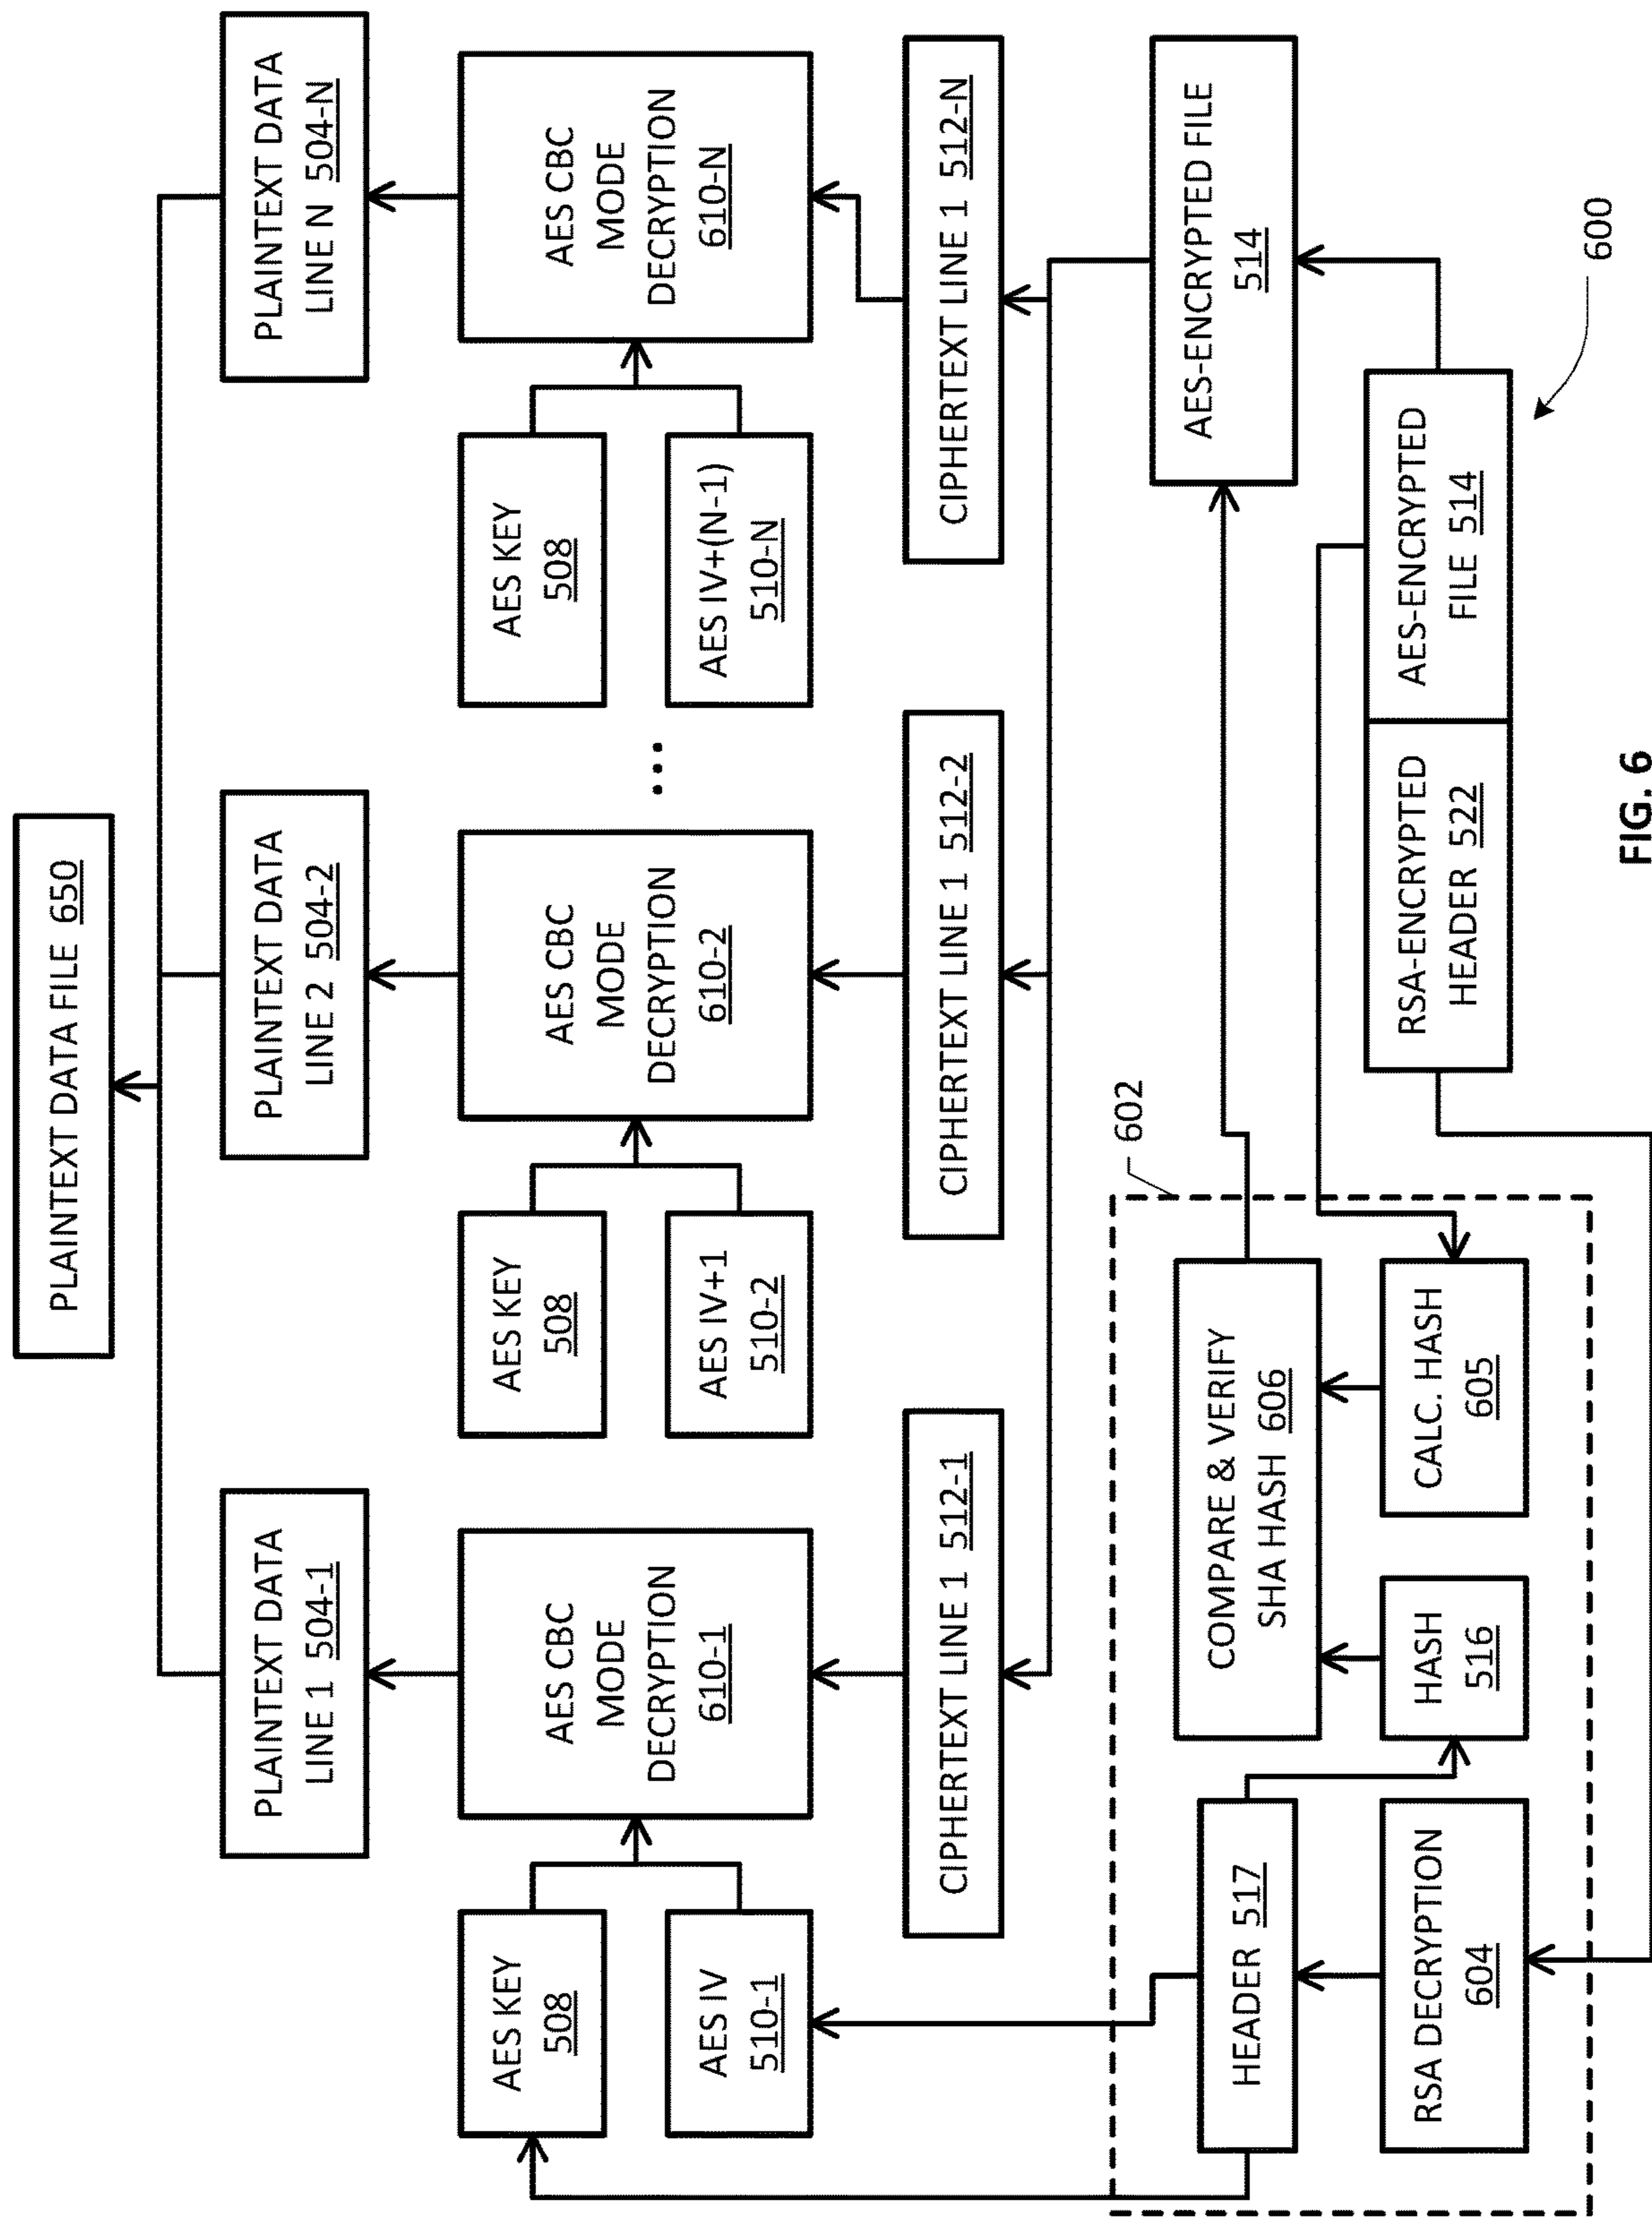 PLAINTEXT DATA FILE 650
PLAINTEXT DATA
LINE 1 504-1
PLAINTEXT DATA
LINE 2 504-2
PLAINTEXT DATA
LINE N 504-N
AES KEY
508
AES IV
510-1
AES CBC
MODE
DECRYPTION
610-1
AES KEY
508
AES IV+1
510-2
AES CBC
MODE
DECRYPTION
610-2
...
AES KEY
508
AES IV+(N-1)
510-N
AES CBC
MODE
DECRYPTION
610-N
CIPHERTEXT LINE 1 512-1
CIPHERTEXT LINE 1 512-2
CIPHERTEXT LINE 1 512-N
602
HEADER 517
COMPARE & VERIFY
SHA HASH 606
AES-ENCRYPTED FILE
514
RSA DECRYPTION
604
HASH
516
CALC. HASH
605
RSA-ENCRYPTED
HEADER 522
AES-ENCRYPTED
FILE 514
600
FIG. 6